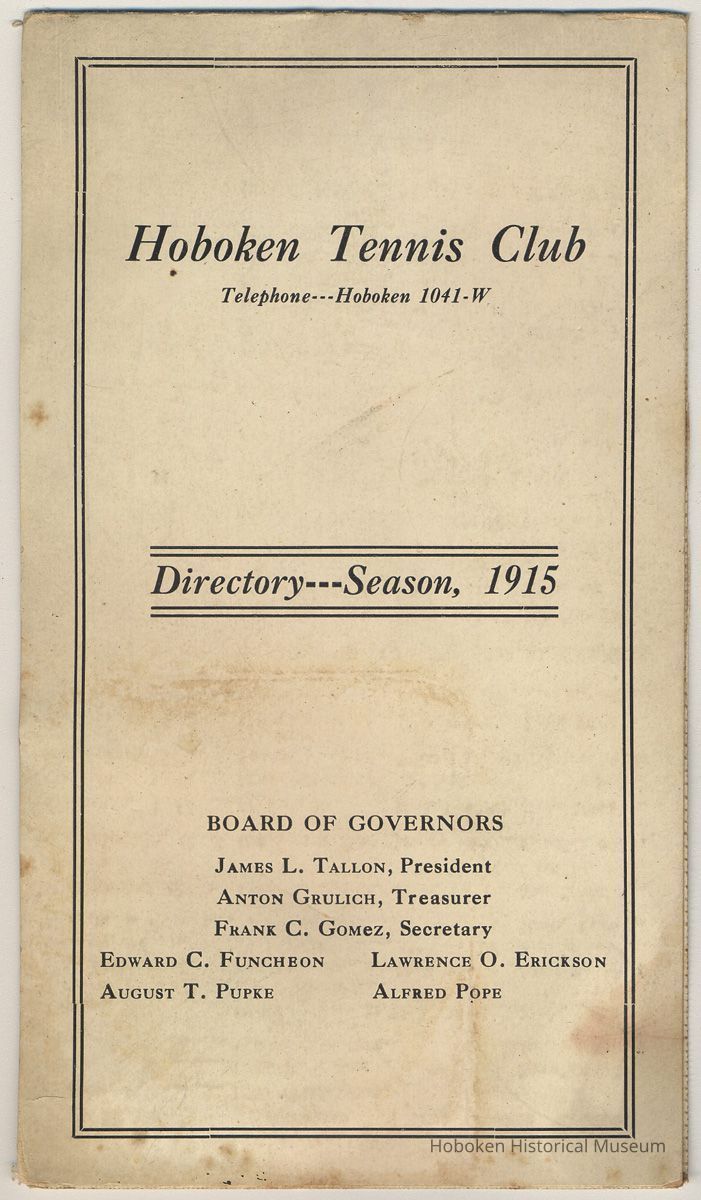 Hoboken Tennis Club
Telephone---Hoboken 1041-W
Directory---Season, 1915
BOARD OF GOVERNORS
JAMES L. TALLON, President
ANTON GRULICH, Treasurer
FRANK C. GOMEZ, Secretary
EDWARD C. FUNCHEON LAWRENCE O. ERICKSON
AUGUST T. PUPKE ALFRED POPE
Hoboken Historical Museum